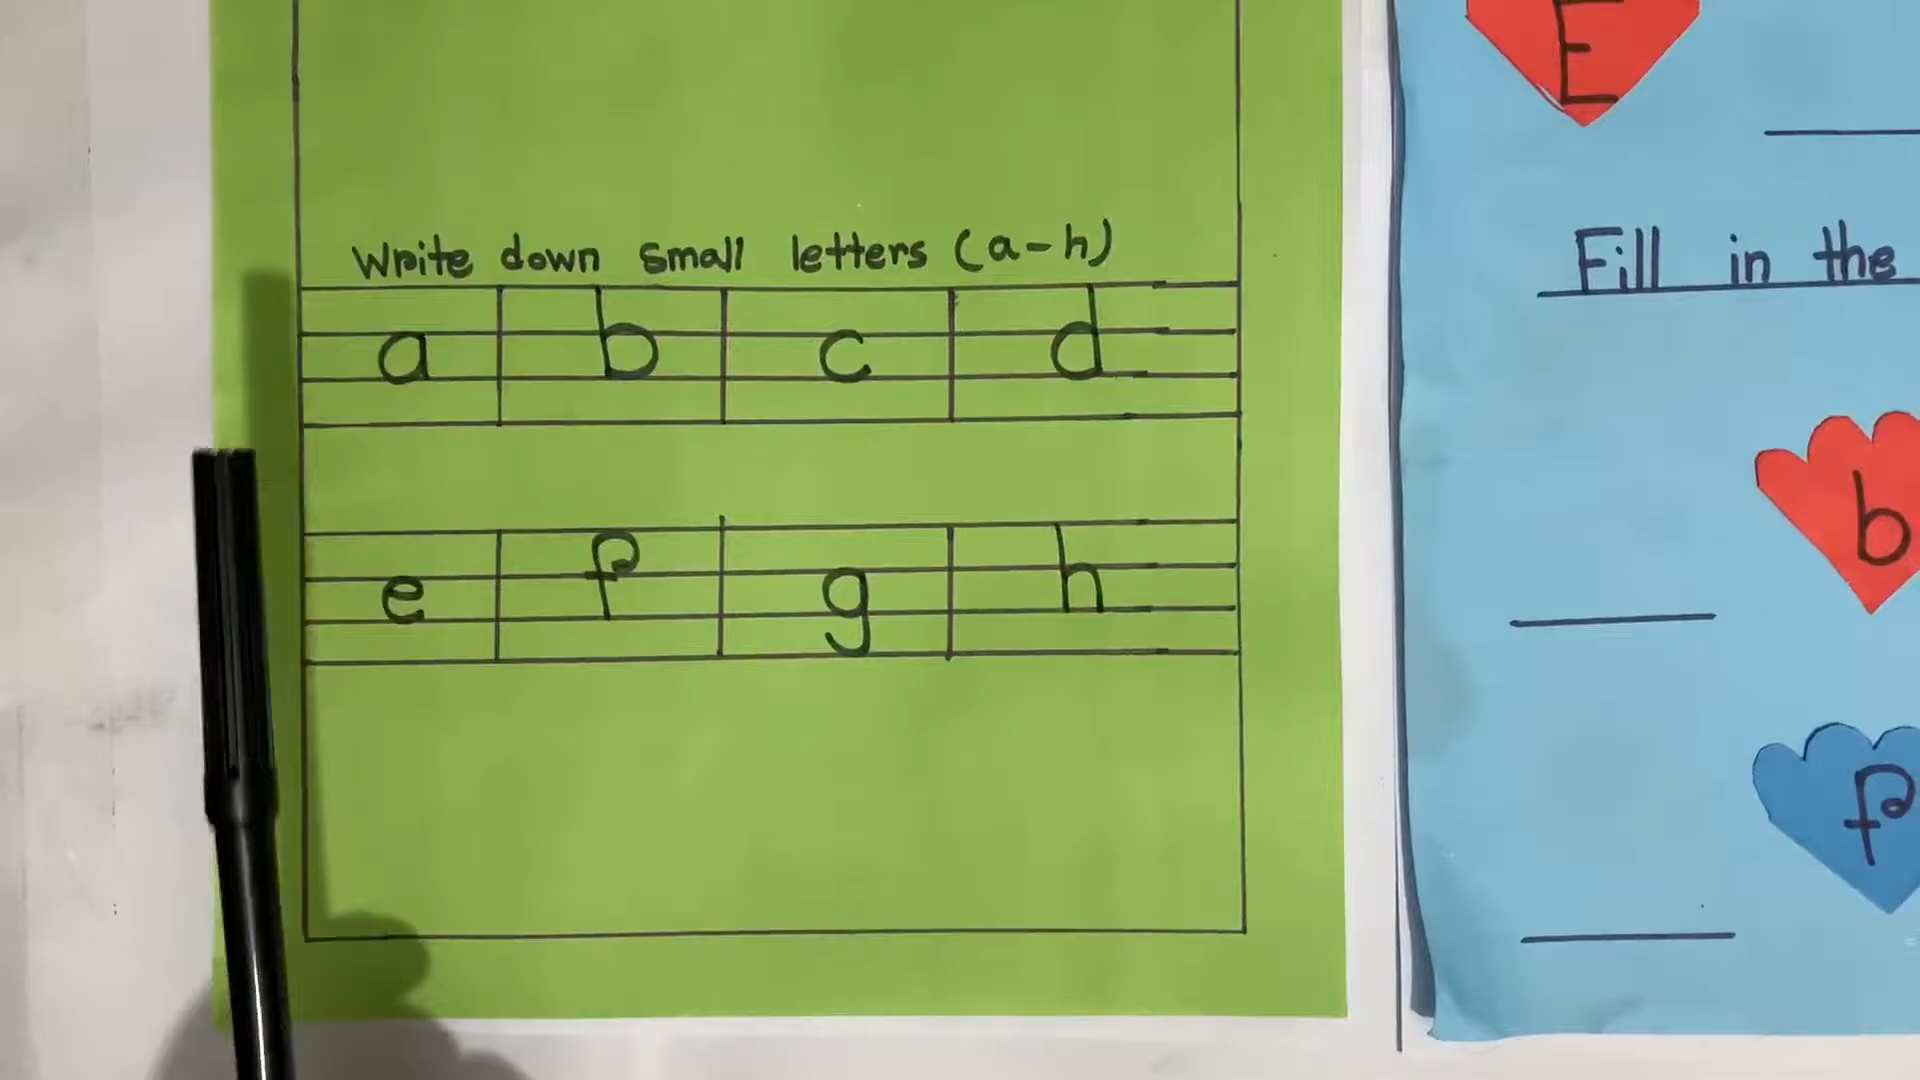 Write down small letters (a-h)
a b c d
e f g h
E
Fill in the
b
f